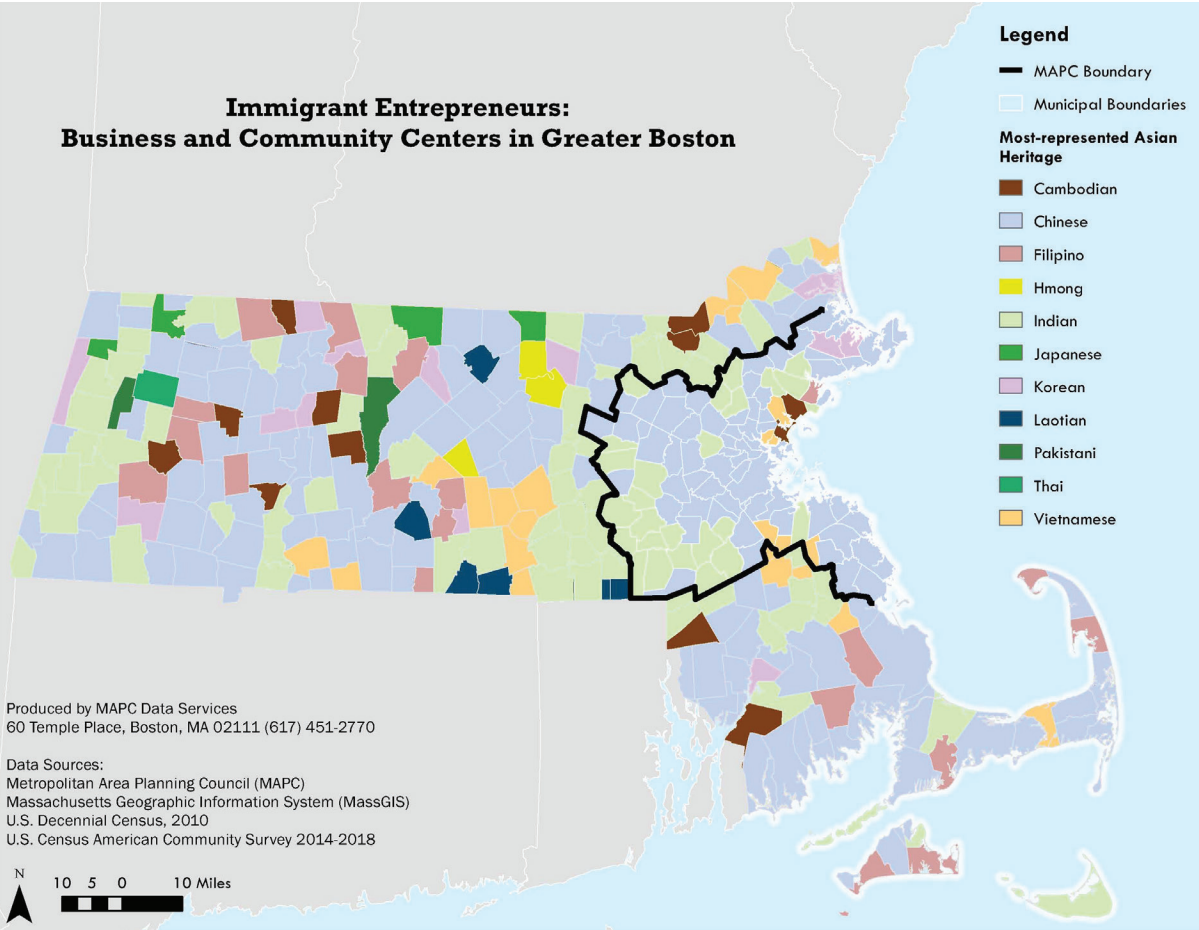 Immigrant Entrepreneurs:
Business and Community Centers in Greater Boston
Legend
MAPC Boundary
Municipal Boundaries
Most-represented Asian
Heritage
Cambodian
Chinese
Filipino
Hmong
Indian
Japanese
Korean
Laotian
Pakistani
Thai
Vietnamese
Produced by MAPC Data Services
60 Temple Place, Boston, MA 02111 (617) 451-2770
Data Sources:
Metropolitan Area Planning Council (MAPC)
Massachusetts Geographic Information System (MassGIS)
U.S. Decennial Census, 2010
U.S. Census American Community Survey 2014-2018
N
10 5 0 10 Miles